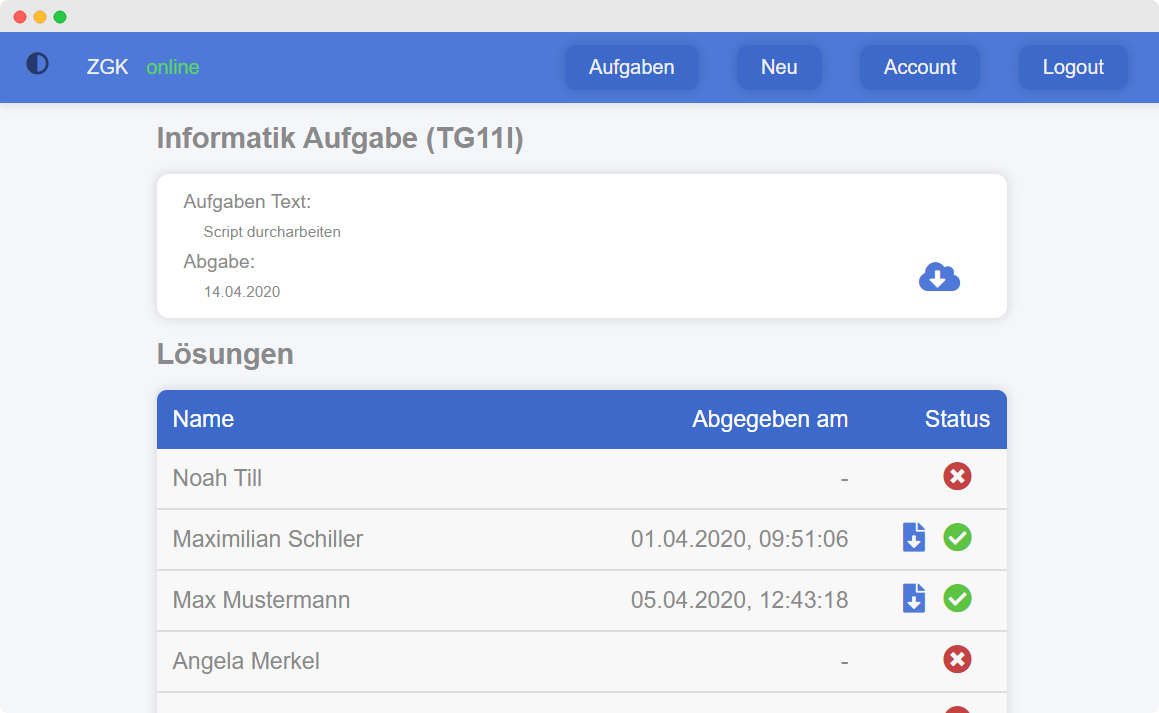 ZGK online Aufgaben Neu Account Logout
Informatik Aufgabe (TG11I)
Aufgaben Text:
Script durcharbeiten
Abgabe:
14.04.2020
Lösungen
Name Abgegeben am Status
Noah Till -
Maximilian Schiller 01.04.2020, 09:51:06
Max Mustermann 05.04.2020, 12:43:18
Angela Merkel -